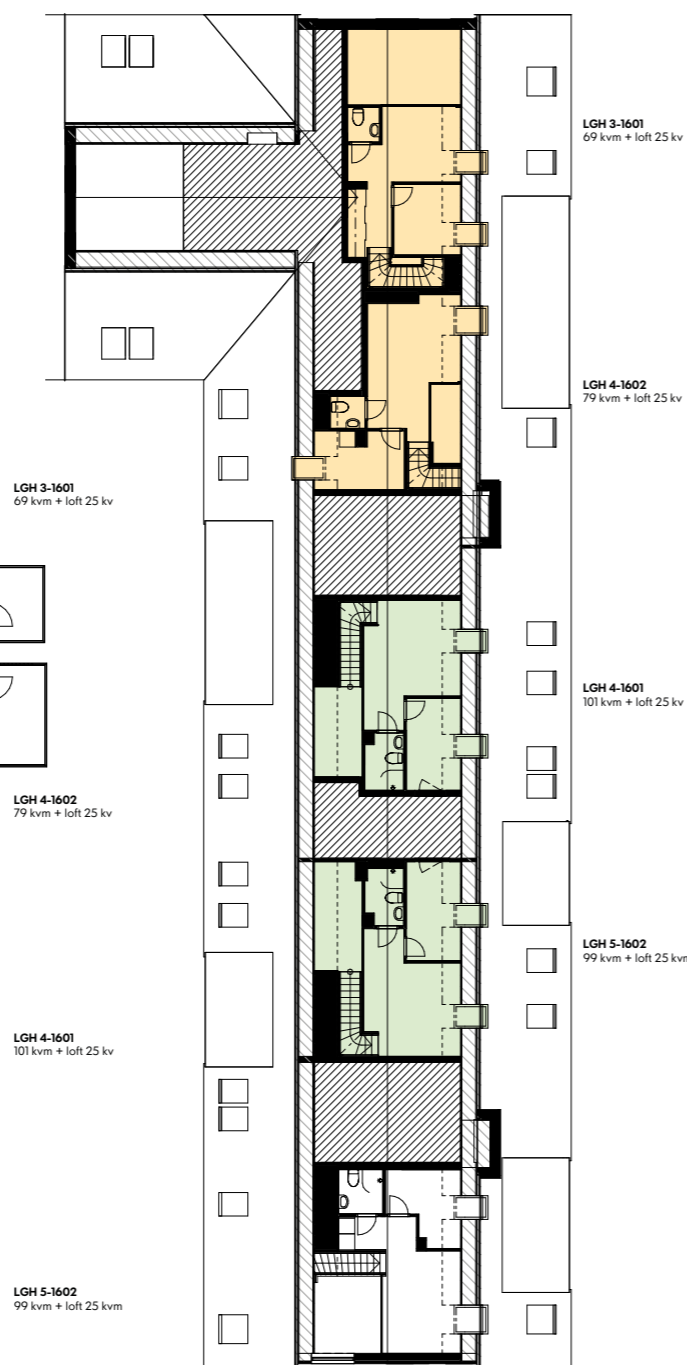 LGH 3-1601
69 kvm + loft 25 kv
LGH 4-1602
79 kvm + loft 25 kv
LGH 3-1601
69 kvm + loft 25 kv
LGH 4-1601
101 kvm + loft 25 kv
LGH 4-1602
79 kvm + loft 25 kv
LGH 5-1602
99 kvm + loft 25 kvm
LGH 4-1601
101 kvm + loft 25 kv
LGH 5-1602
99 kvm + loft 25 kvm